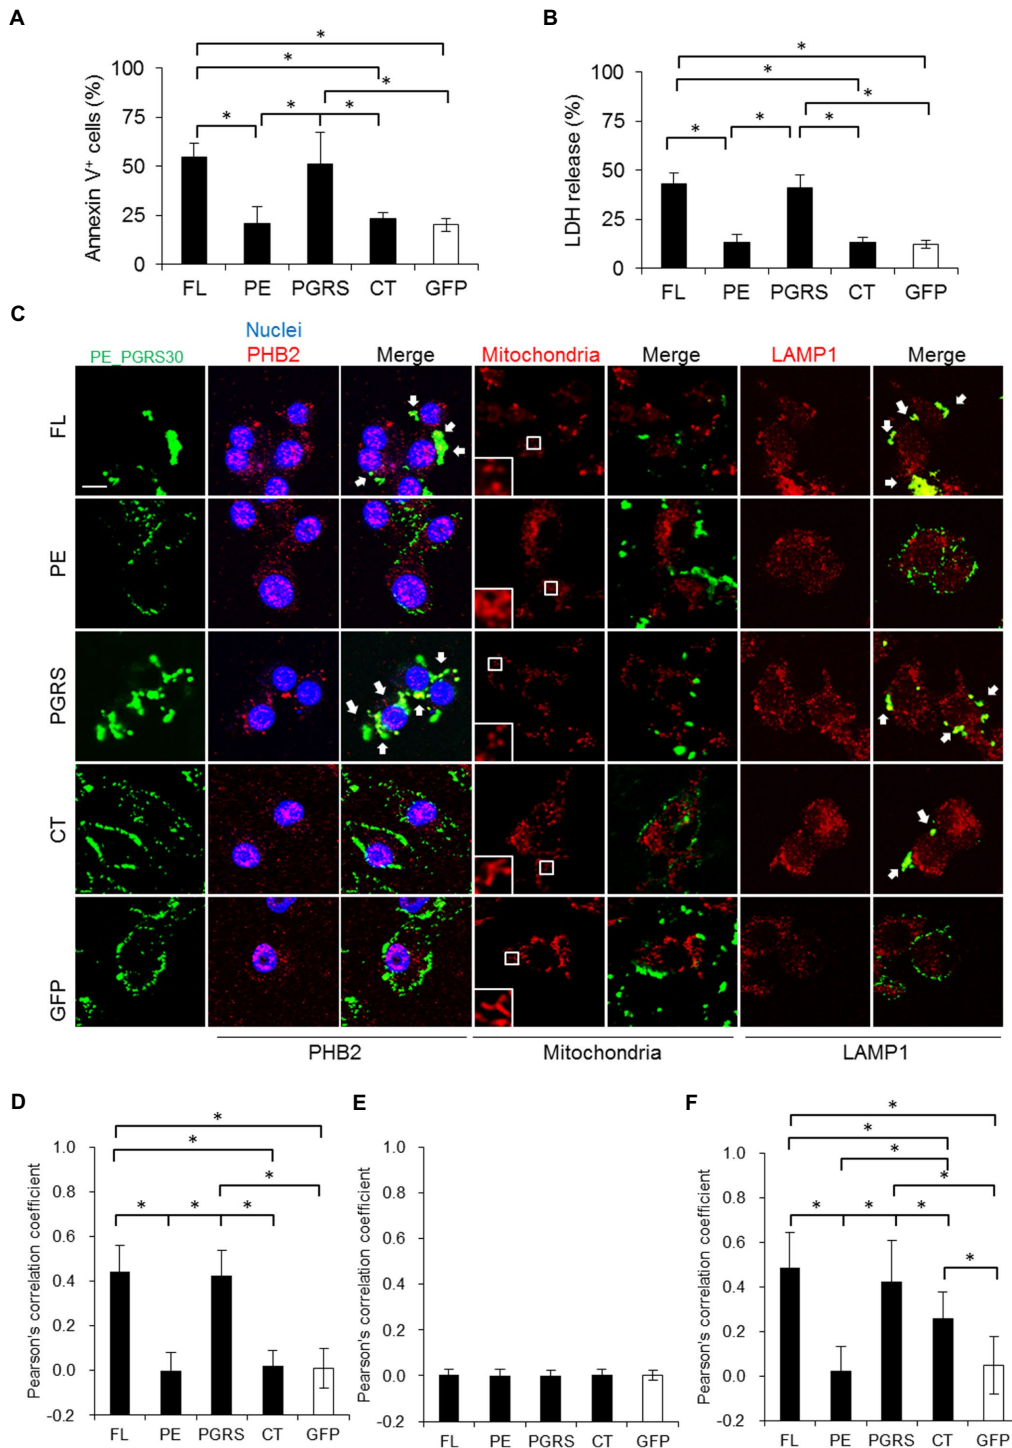 A
Annexin V⁺ cells (%)
100
75
50
25
0
* * * * * *
FL PE PGRS CT GFP
B
LDH release (%)
100
75
50
25
0
* * * * * *
FL PE PGRS CT GFP
C
Nuclei
PE_PGRS30 PHB2 Merge Mitochondria Merge LAMP1 Merge
FL
PE
PGRS
CT
GFP
PHB2 Mitochondria LAMP1
D
Pearson's correlation coefficient
1.0
0.8
0.6
0.4
0.2
0.0
-0.2
* * * * * *
FL PE PGRS CT GFP
E
Pearson's correlation coefficient
1.0
0.8
0.6
0.4
0.2
0.0
-0.2
FL PE PGRS CT GFP
F
Pearson's correlation coefficient
1.0
0.8
0.6
0.4
0.2
0.0
-0.2
* * * * * * * *
FL PE PGRS CT GFP